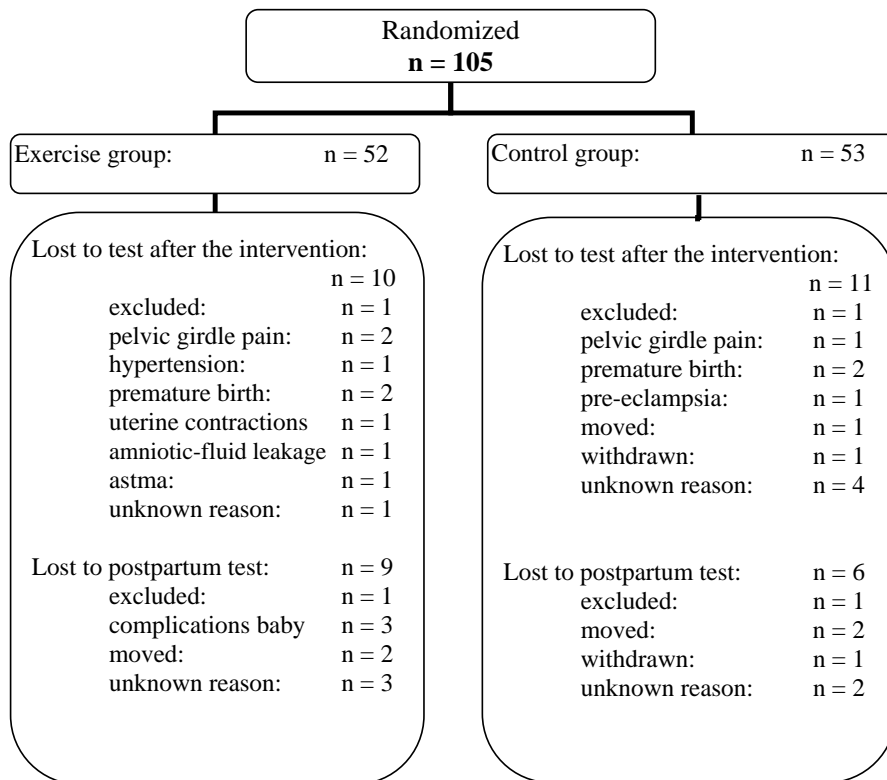 Randomized
n = 105
Exercise group: n = 52
Lost to test after the intervention:
n = 10
excluded: n = 1
pelvic girdle pain: n = 2
hypertension: n = 1
premature birth: n = 2
uterine contractions n = 1
amniotic-fluid leakage n = 1
astma: n = 1
unknown reason: n = 1
Lost to postpartum test: n = 9
excluded: n = 1
complications baby n = 3
moved: n = 2
unknown reason: n = 3
Control group: n = 53
Lost to test after the intervention:
n = 11
excluded: n = 1
pelvic girdle pain: n = 1
premature birth: n = 2
pre-eclampsia: n = 1
moved: n = 1
withdrawn: n = 1
unknown reason: n = 4
Lost to postpartum test: n = 6
excluded: n = 1
moved: n = 2
withdrawn: n = 1
unknown reason: n = 2